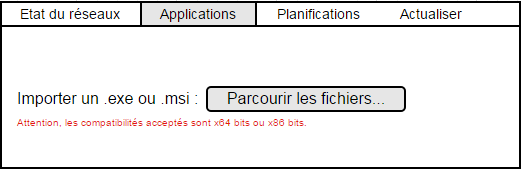 Etat du réseaux Applications Planifications Actualiser
Importer un .exe ou .msi : Parcourir les fichiers...
Attention, les compatibilités acceptés sont x64 bits ou x86 bits.